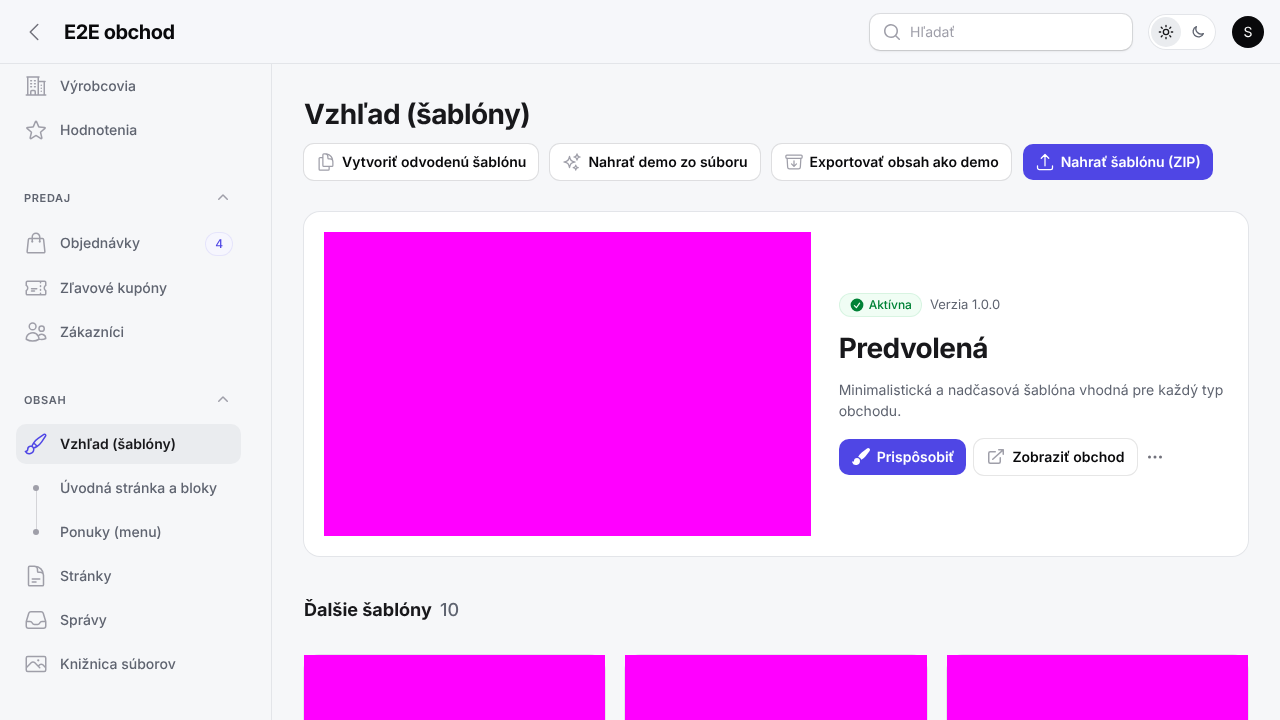 E2E obchod
Hľadať
S
Výrobcovia
Hodnotenia
PREDAJ
Objednávky
4
Zľavové kupóny
Zákazníci
OBSAH
Vzhľad (šablóny)
Úvodná stránka a bloky
Ponuky (menu)
Stránky
Správy
Knižnica súborov
Vzhľad (šablóny)
Vytvoriť odvodenú šablónu
Nahrať demo zo súboru
Exportovať obsah ako demo
Nahrať šablónu (ZIP)
Aktívna
Verzia 1.0.0
Predvolená
Minimalistická a nadčasová šablóna vhodná pre každý typ
obchodu.
Prispôsobiť
Zobraziť obchod
Ďalšie šablóny 10